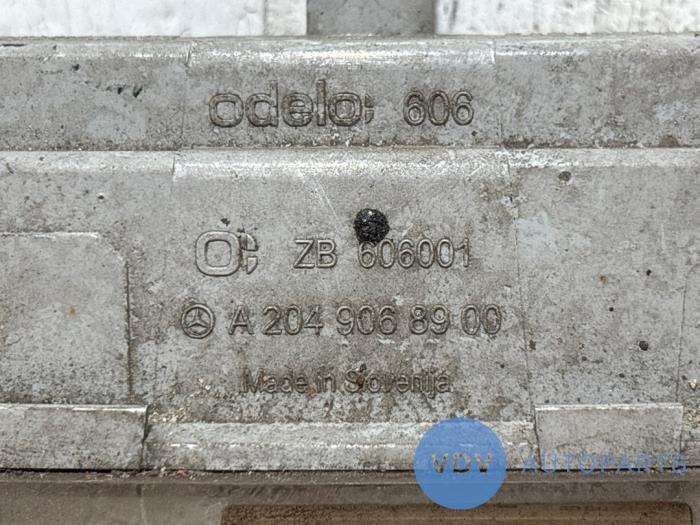 odelo: 606
ZB 606001
A 204 906 89 00
Made in Slovenija
VDV AUTOPARTS